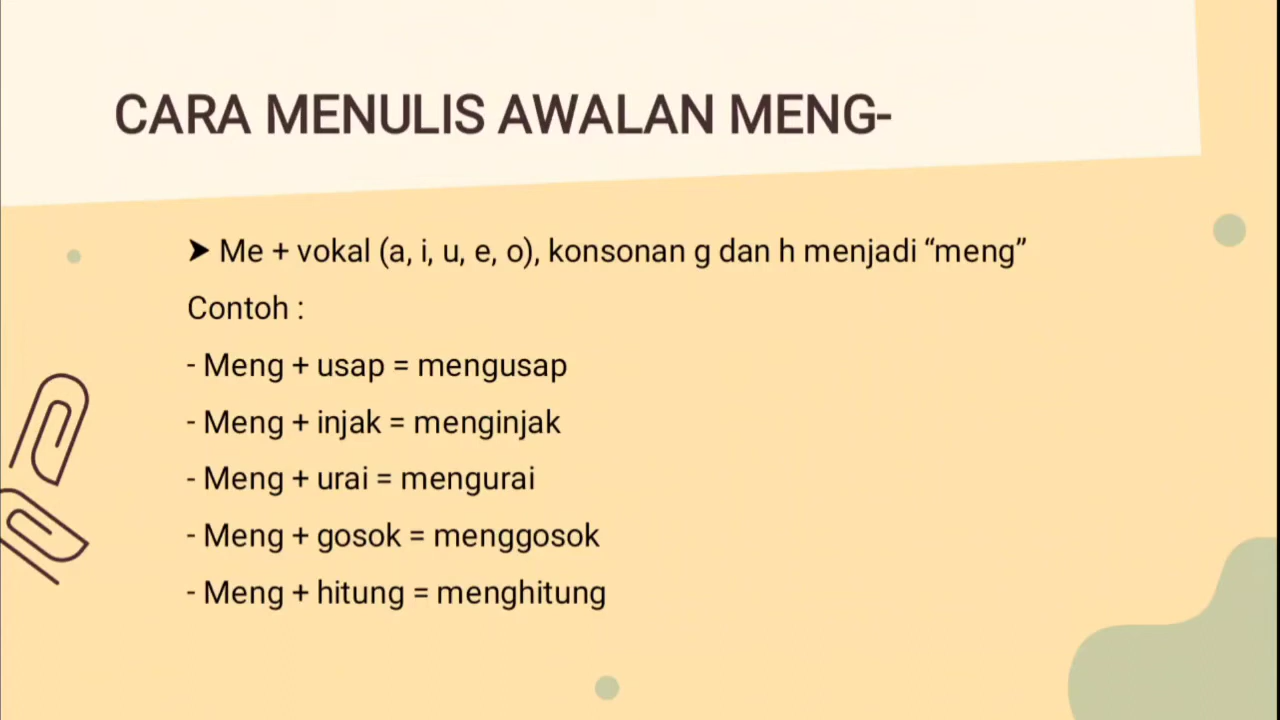 CARA MENULIS AWALAN MENG-
➤ Me + vokal (a, i, u, e, o), konsonan g dan h menjadi “meng”
Contoh :
- Meng + usap = mengusap
- Meng + injak = menginjak
- Meng + urai = mengurai
- Meng + gosok = menggosok
- Meng + hitung = menghitung